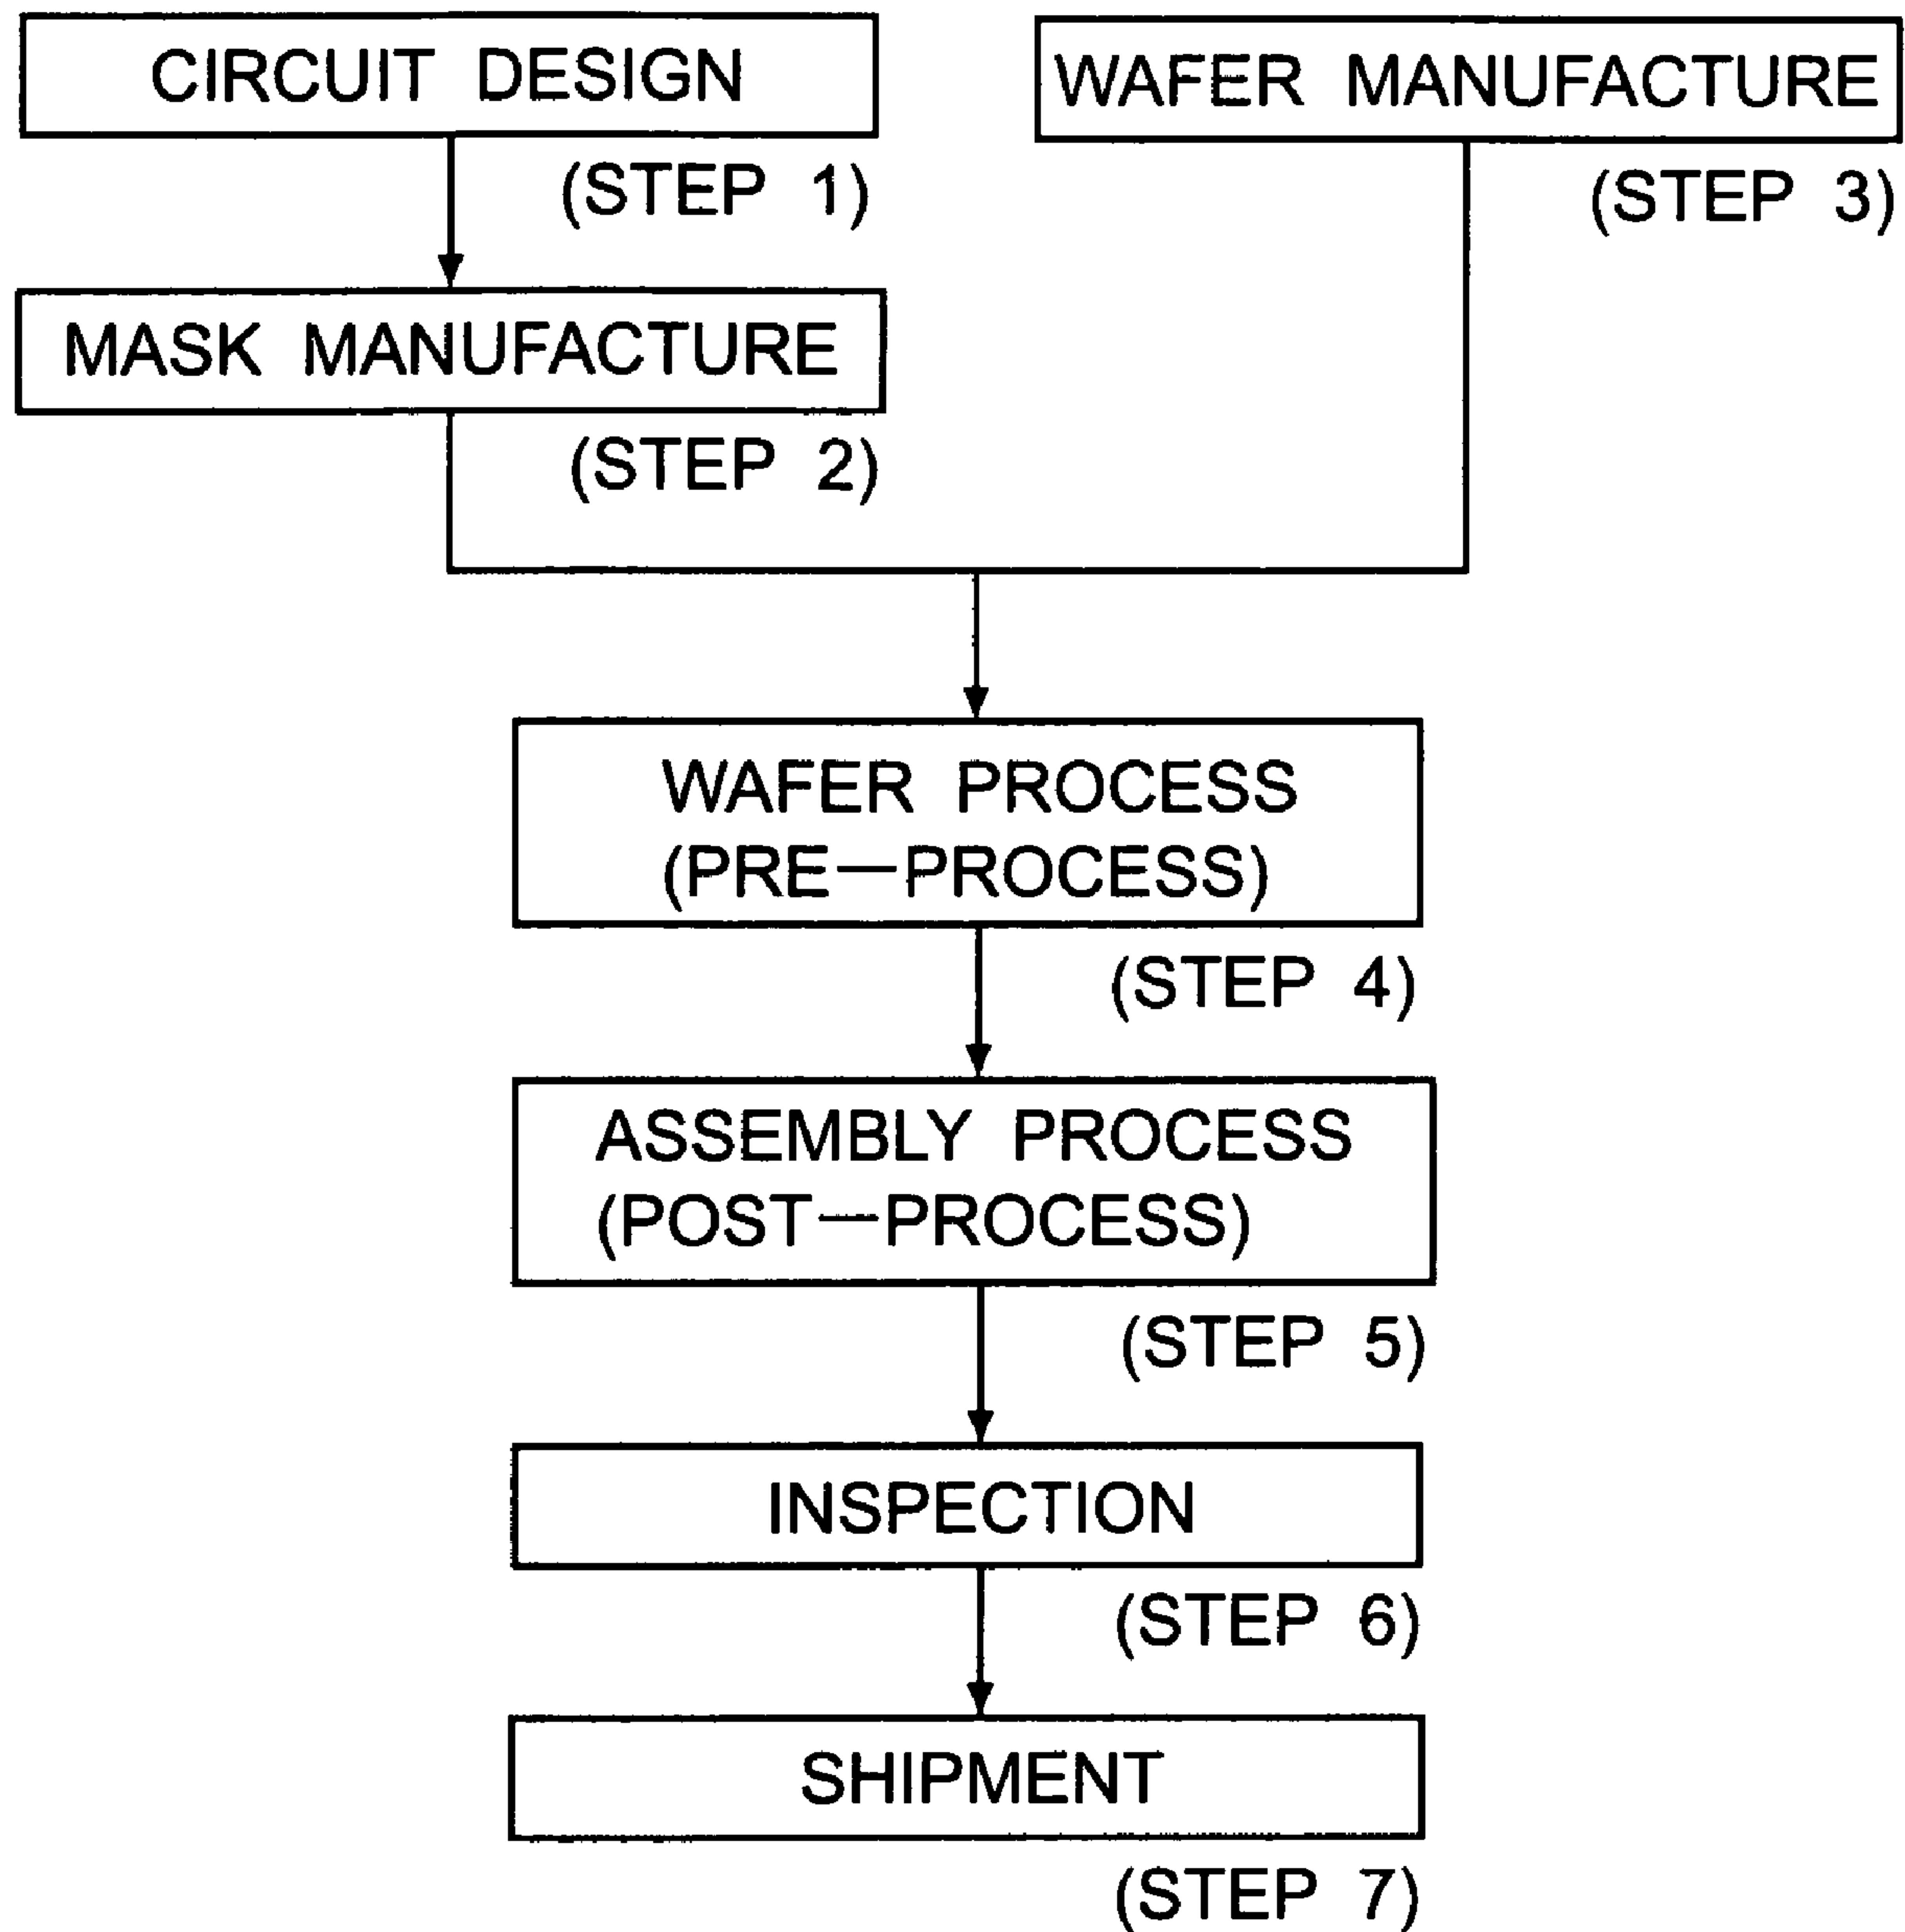 CIRCUIT DESIGN
(STEP 1)
MASK MANUFACTURE
(STEP 2)
WAFER MANUFACTURE
(STEP 3)
WAFER PROCESS
(PRE—PROCESS)
(STEP 4)
ASSEMBLY PROCESS
(POST—PROCESS)
(STEP 5)
INSPECTION
(STEP 6)
SHIPMENT
(STEP 7)